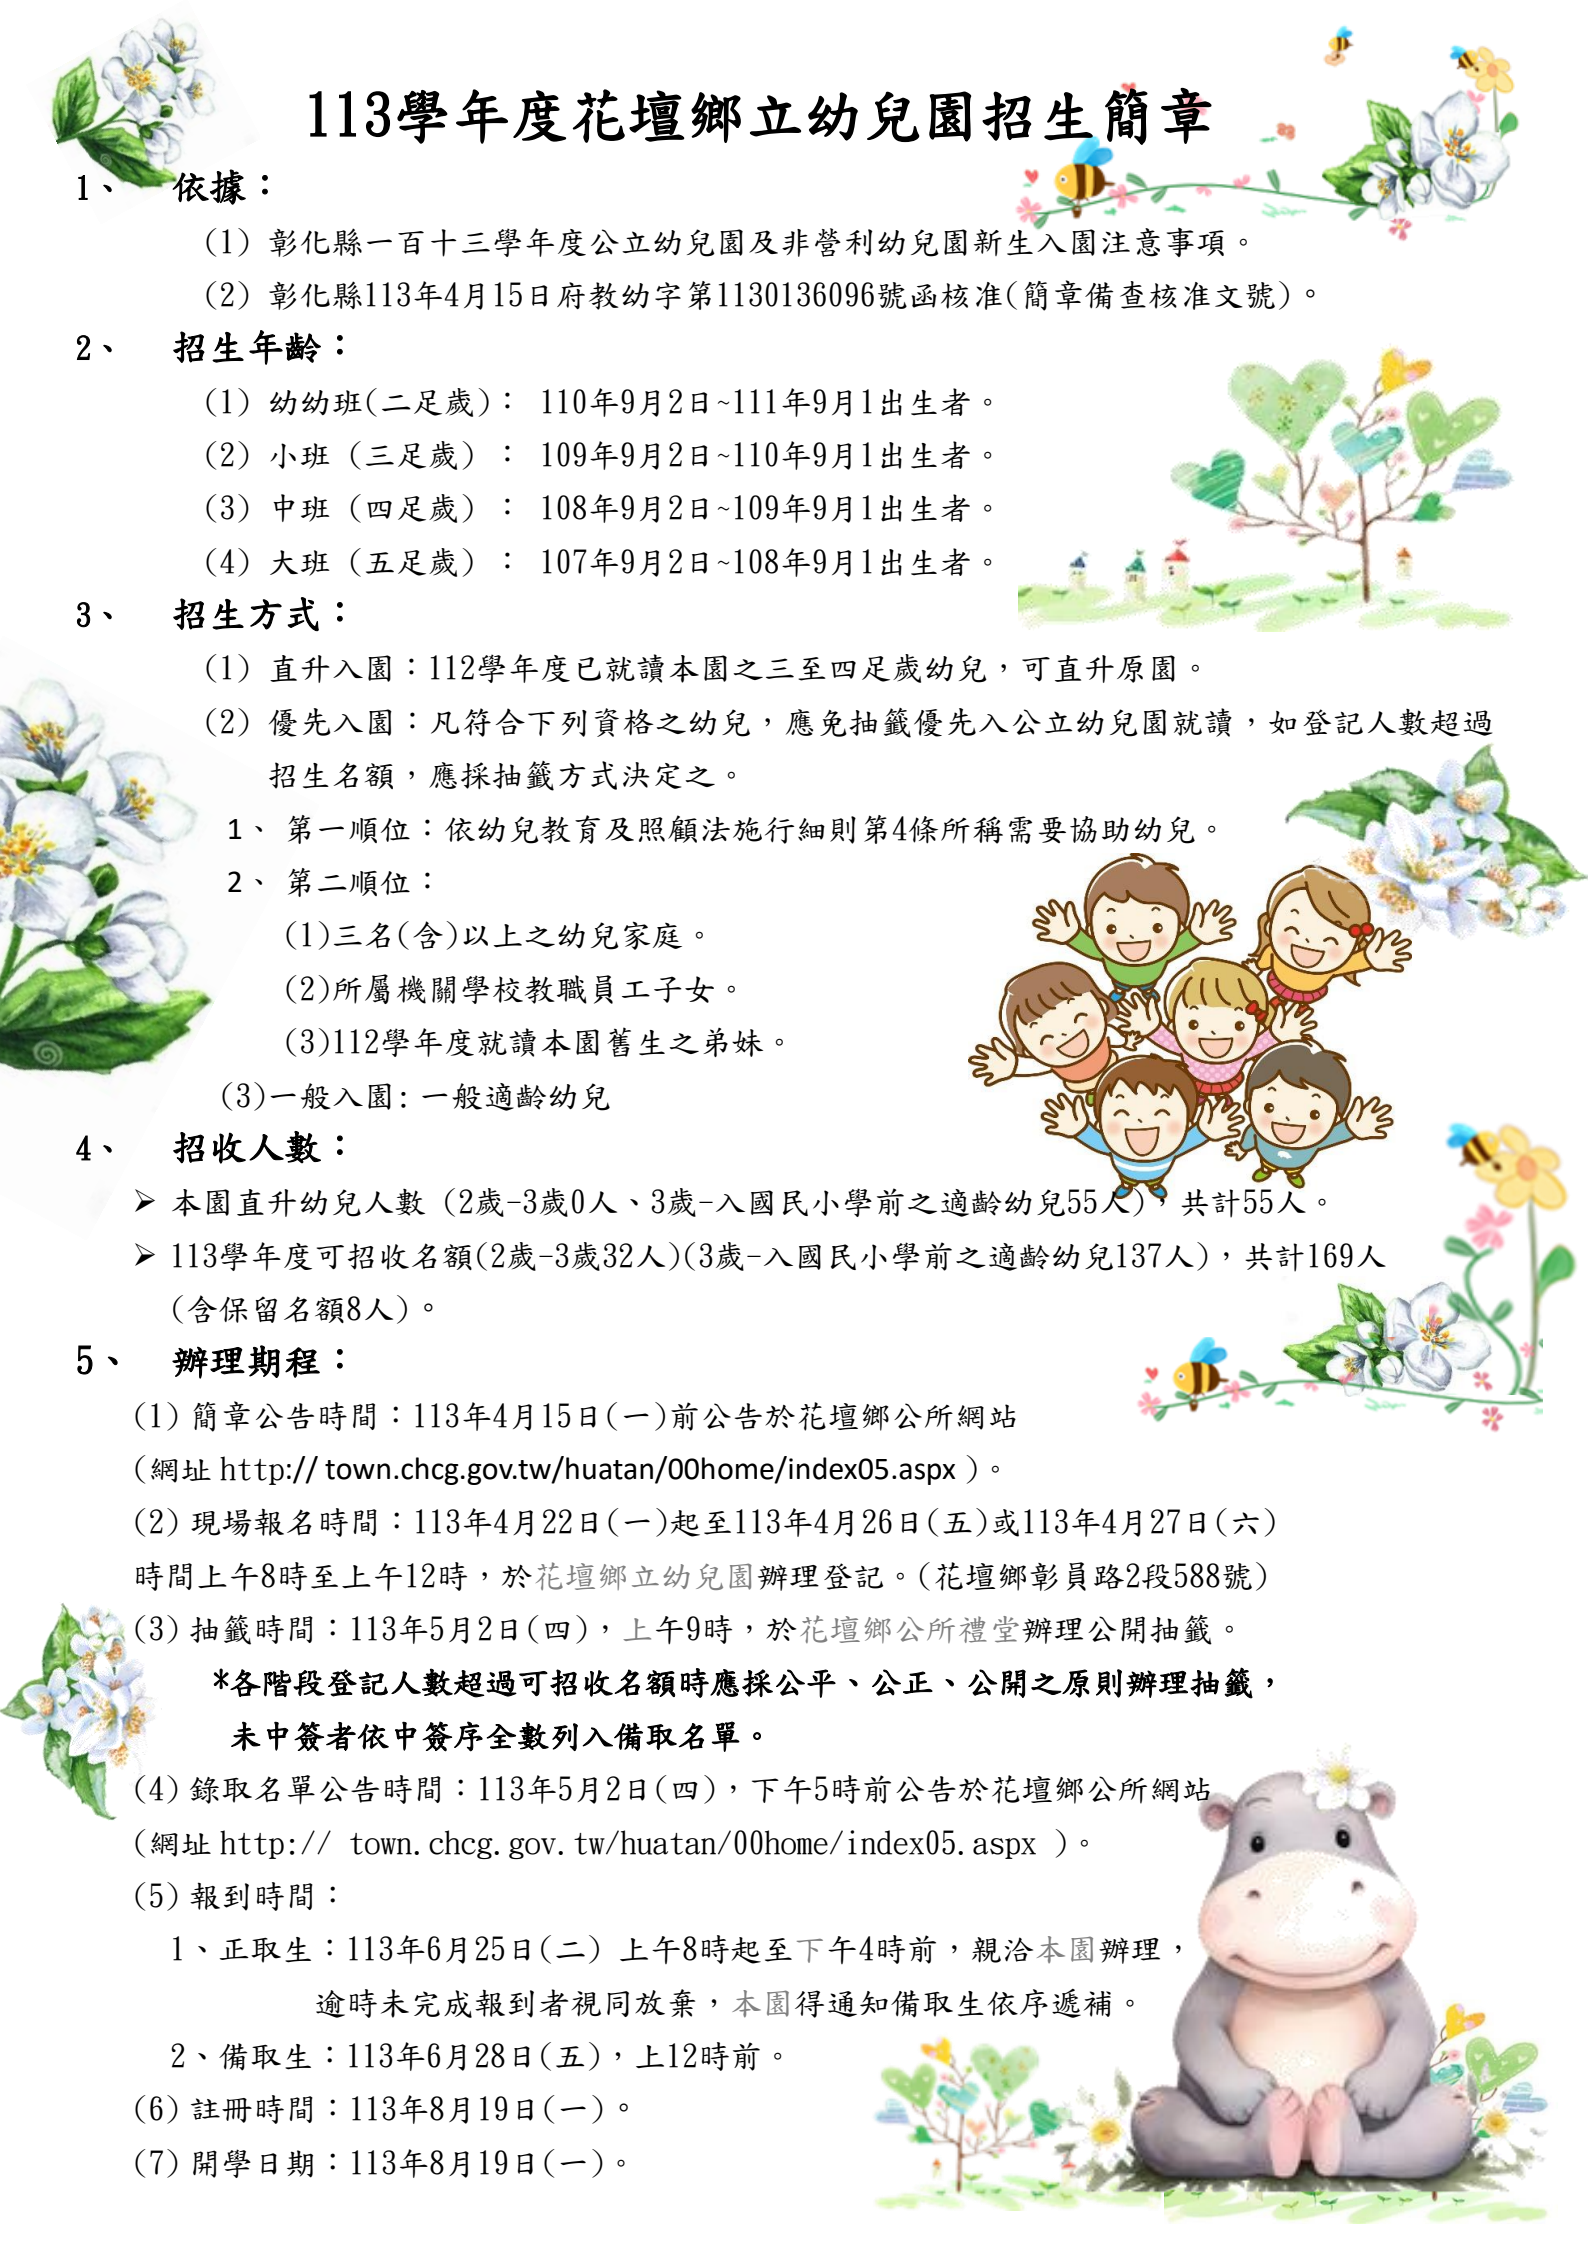 113學年度花壇鄉立幼兒園招生簡章
1、 依據：
(1) 彰化縣一百十三學年度公立幼兒園及非營利幼兒園新生入園注意事項。
(2) 彰化縣113年4月15日府教幼字第1130136096號函核准(簡章備查核准文號)。
2、 招生年齡：
(1) 幼幼班(二足歲)： 110年9月2日~111年9月1出生者。
(2) 小班 (三足歲) ： 109年9月2日~110年9月1出生者。
(3) 中班 (四足歲) ： 108年9月2日~109年9月1出生者。
(4) 大班 (五足歲) ： 107年9月2日~108年9月1出生者。
3、 招生方式：
(1) 直升入園：112學年度已就讀本園之三至四足歲幼兒，可直升原園。
(2) 優先入園：凡符合下列資格之幼兒，應免抽籤優先入公立幼兒園就讀，如登記人數超過
招生名額，應採抽籤方式決定之。
1、 第一順位：依幼兒教育及照顧法施行細則第4條所稱需要協助幼兒。
2、 第二順位：
(1)三名(含)以上之幼兒家庭。
(2)所屬機關學校教職員工子女。
(3)112學年度就讀本園舊生之弟妹。
(3)一般入園: 一般適齡幼兒
4、 招收人數：
➢ 本園直升幼兒人數 (2歲-3歲0人、3歲-入國民小學前之適齡幼兒55人)，共計55人。
➢ 113學年度可招收名額(2歲-3歲32人)(3歲-入國民小學前之適齡幼兒137人)，共計169人
(含保留名額8人)。
5、 辦理期程：
(1) 簡章公告時間：113年4月15日(一)前公告於花壇鄉公所網站
(網址 http:// town.chcg.gov.tw/huatan/00home/index05.aspx )。
(2) 現場報名時間：113年4月22日(一)起至113年4月26日(五)或113年4月27日(六)
時間上午8時至上午12時，於花壇鄉立幼兒園辦理登記。(花壇鄉彰員路2段588號)
(3) 抽籤時間：113年5月2日(四)，上午9時，於花壇鄉公所禮堂辦理公開抽籤。
*各階段登記人數超過可招收名額時應採公平、公正、公開之原則辦理抽籤，
未中簽者依中簽序全數列入備取名單。
(4) 錄取名單公告時間：113年5月2日(四)，下午5時前公告於花壇鄉公所網站
(網址 http:// town.chcg.gov.tw/huatan/00home/index05.aspx )。
(5) 報到時間：
1、正取生：113年6月25日(二) 上午8時起至下午4時前，親洽本園辦理，
逾時未完成報到者視同放棄，本園得通知備取生依序遞補。
2、備取生：113年6月28日(五)，上12時前。
(6) 註冊時間：113年8月19日(一)。
(7) 開學日期：113年8月19日(一)。